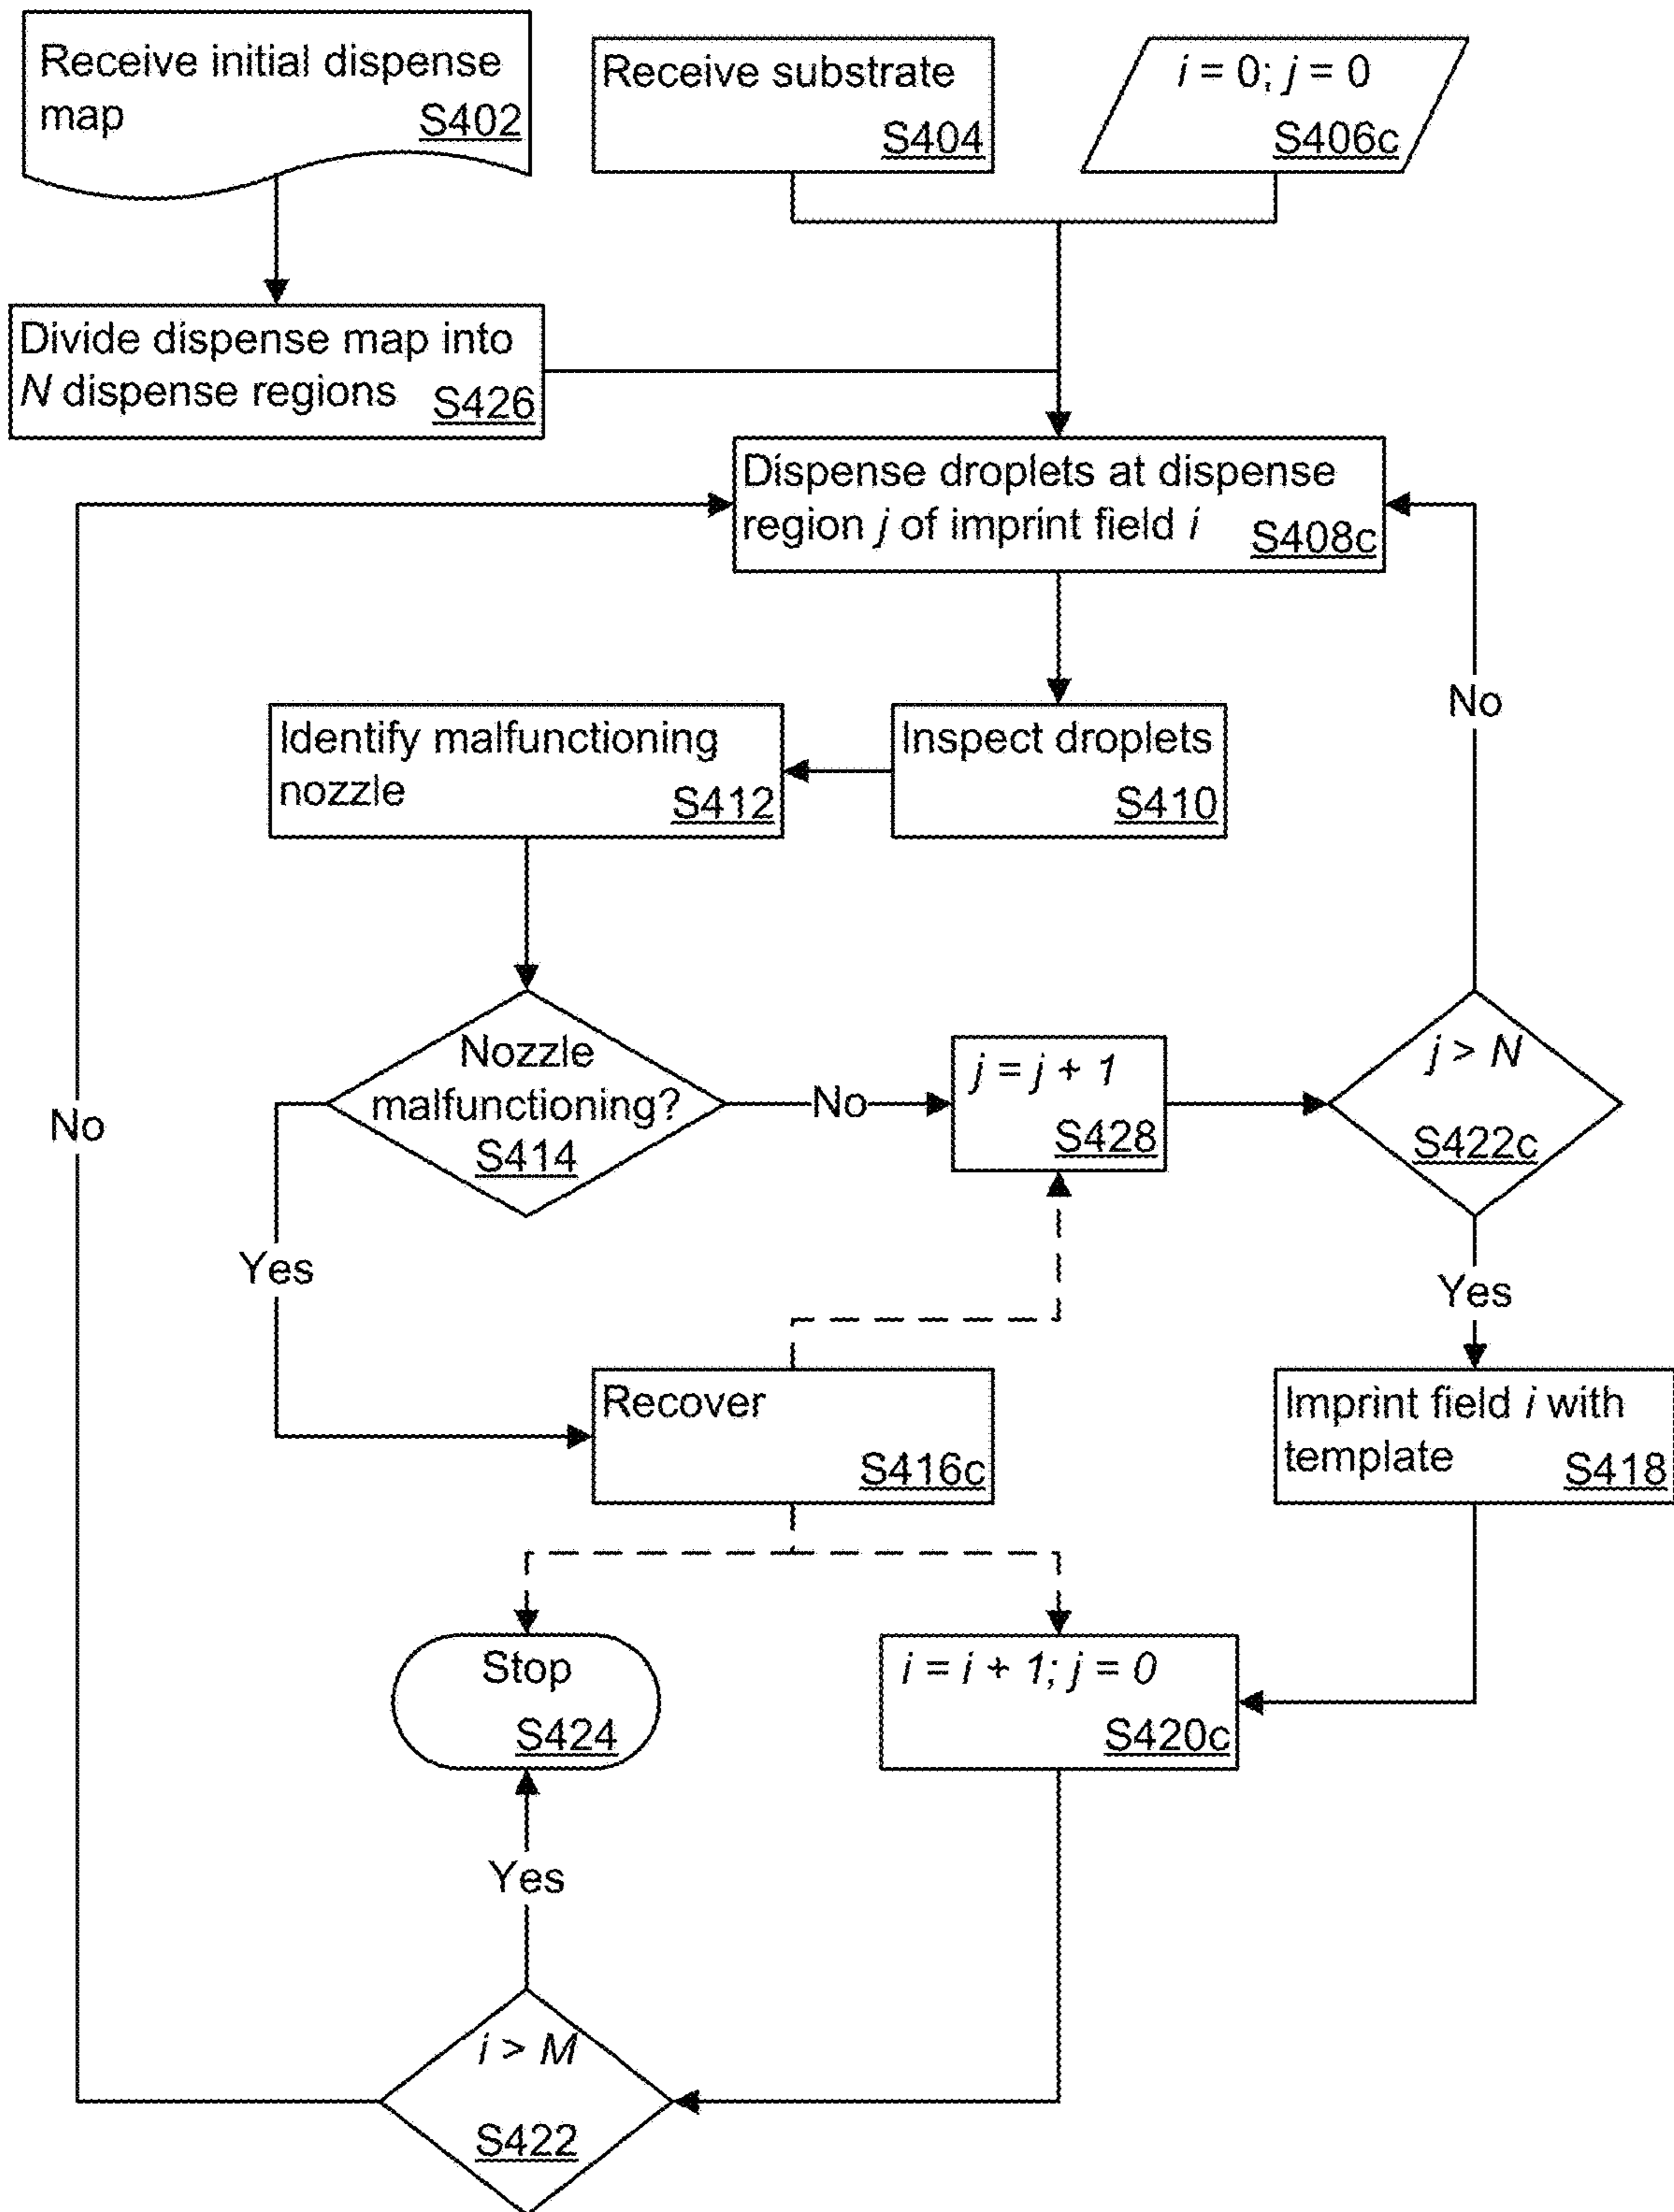 Receive initial dispense
map
S402
Receive substrate
S404
i = 0; j = 0
S406c
Divide dispense map into
N dispense regions
S426
Dispense droplets at dispense
region j of imprint field i
S408c
No
Identify malfunctioning
nozzle
S412
Inspect droplets
S410
Nozzle
malfunctioning?
S414
No
j = j + 1
S428
j > N
S422c
No
Yes
Yes
Recover
S416c
Imprint field i with
template
S418
Stop
S424
i = i + 1; j = 0
S420c
Yes
i > M
S422